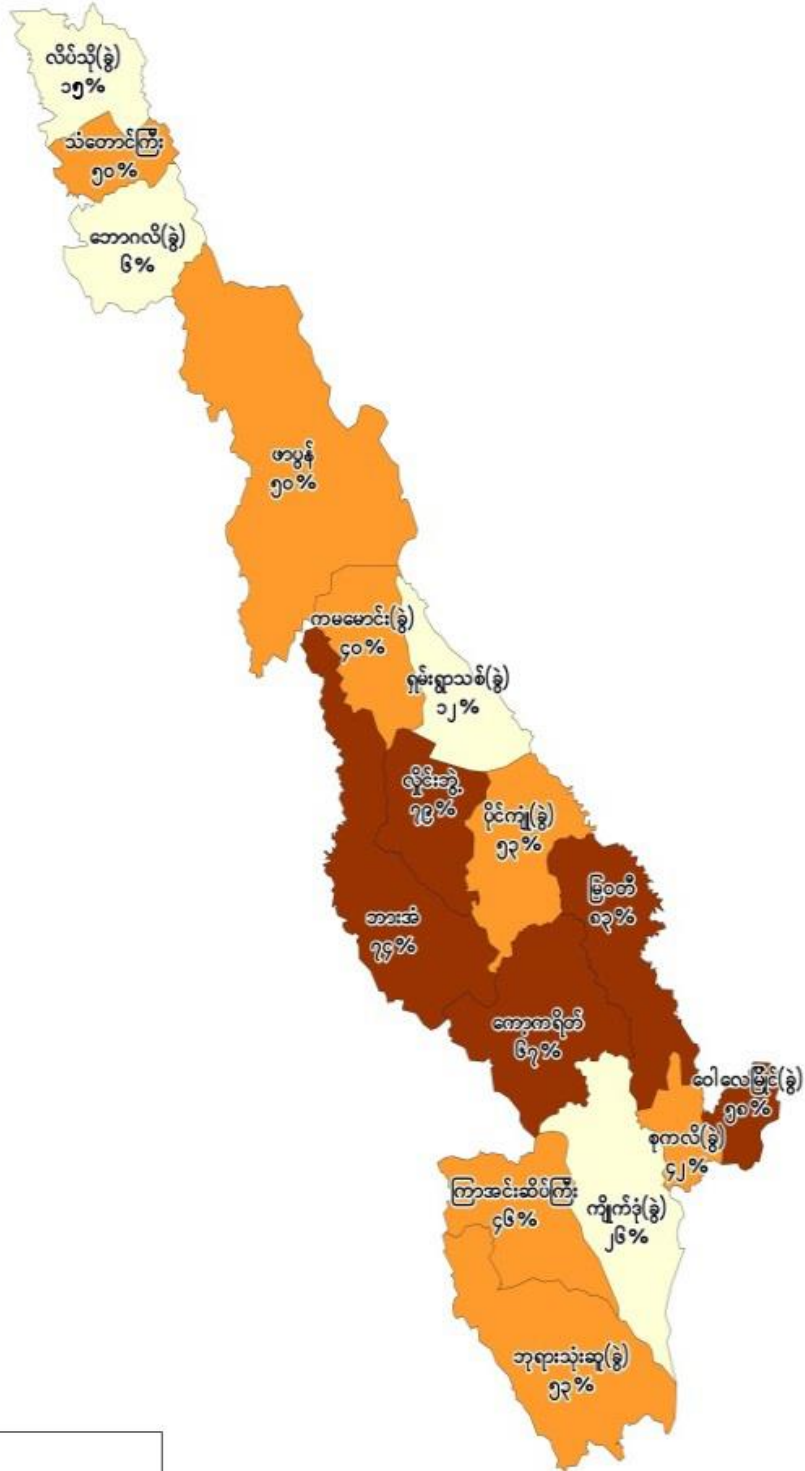 လိပ်သို(ခွဲ)
၁၅%
သံတောင်ကြီး
၅၀%
ဘောဂလိ(ခွဲ)
၆%
ဖာပွန်
၅၀%
ကမမောင်း(ခွဲ)
၄၀%
ရှမ်းရွာသစ်(ခွဲ)
၁၂%
လှိုင်းဘွဲ့
၇၉%
ပိုင်ကျုံ(ခွဲ)
၅၃%
မြဝတီ
၈၃%
ဘားအံ
၇၄%
ကော့ကရိတ်
၆၇%
ဝေါလေမြိုင်(ခွဲ)
၅၈%
စုကလိ(ခွဲ)
၄၂%
ကြာအင်းဆိပ်ကြီး
၄၆%
ကျိုက်ဒုံ(ခွဲ)
၂၆%
ဘုရားသုံးဆူ(ခွဲ)
၅၃%